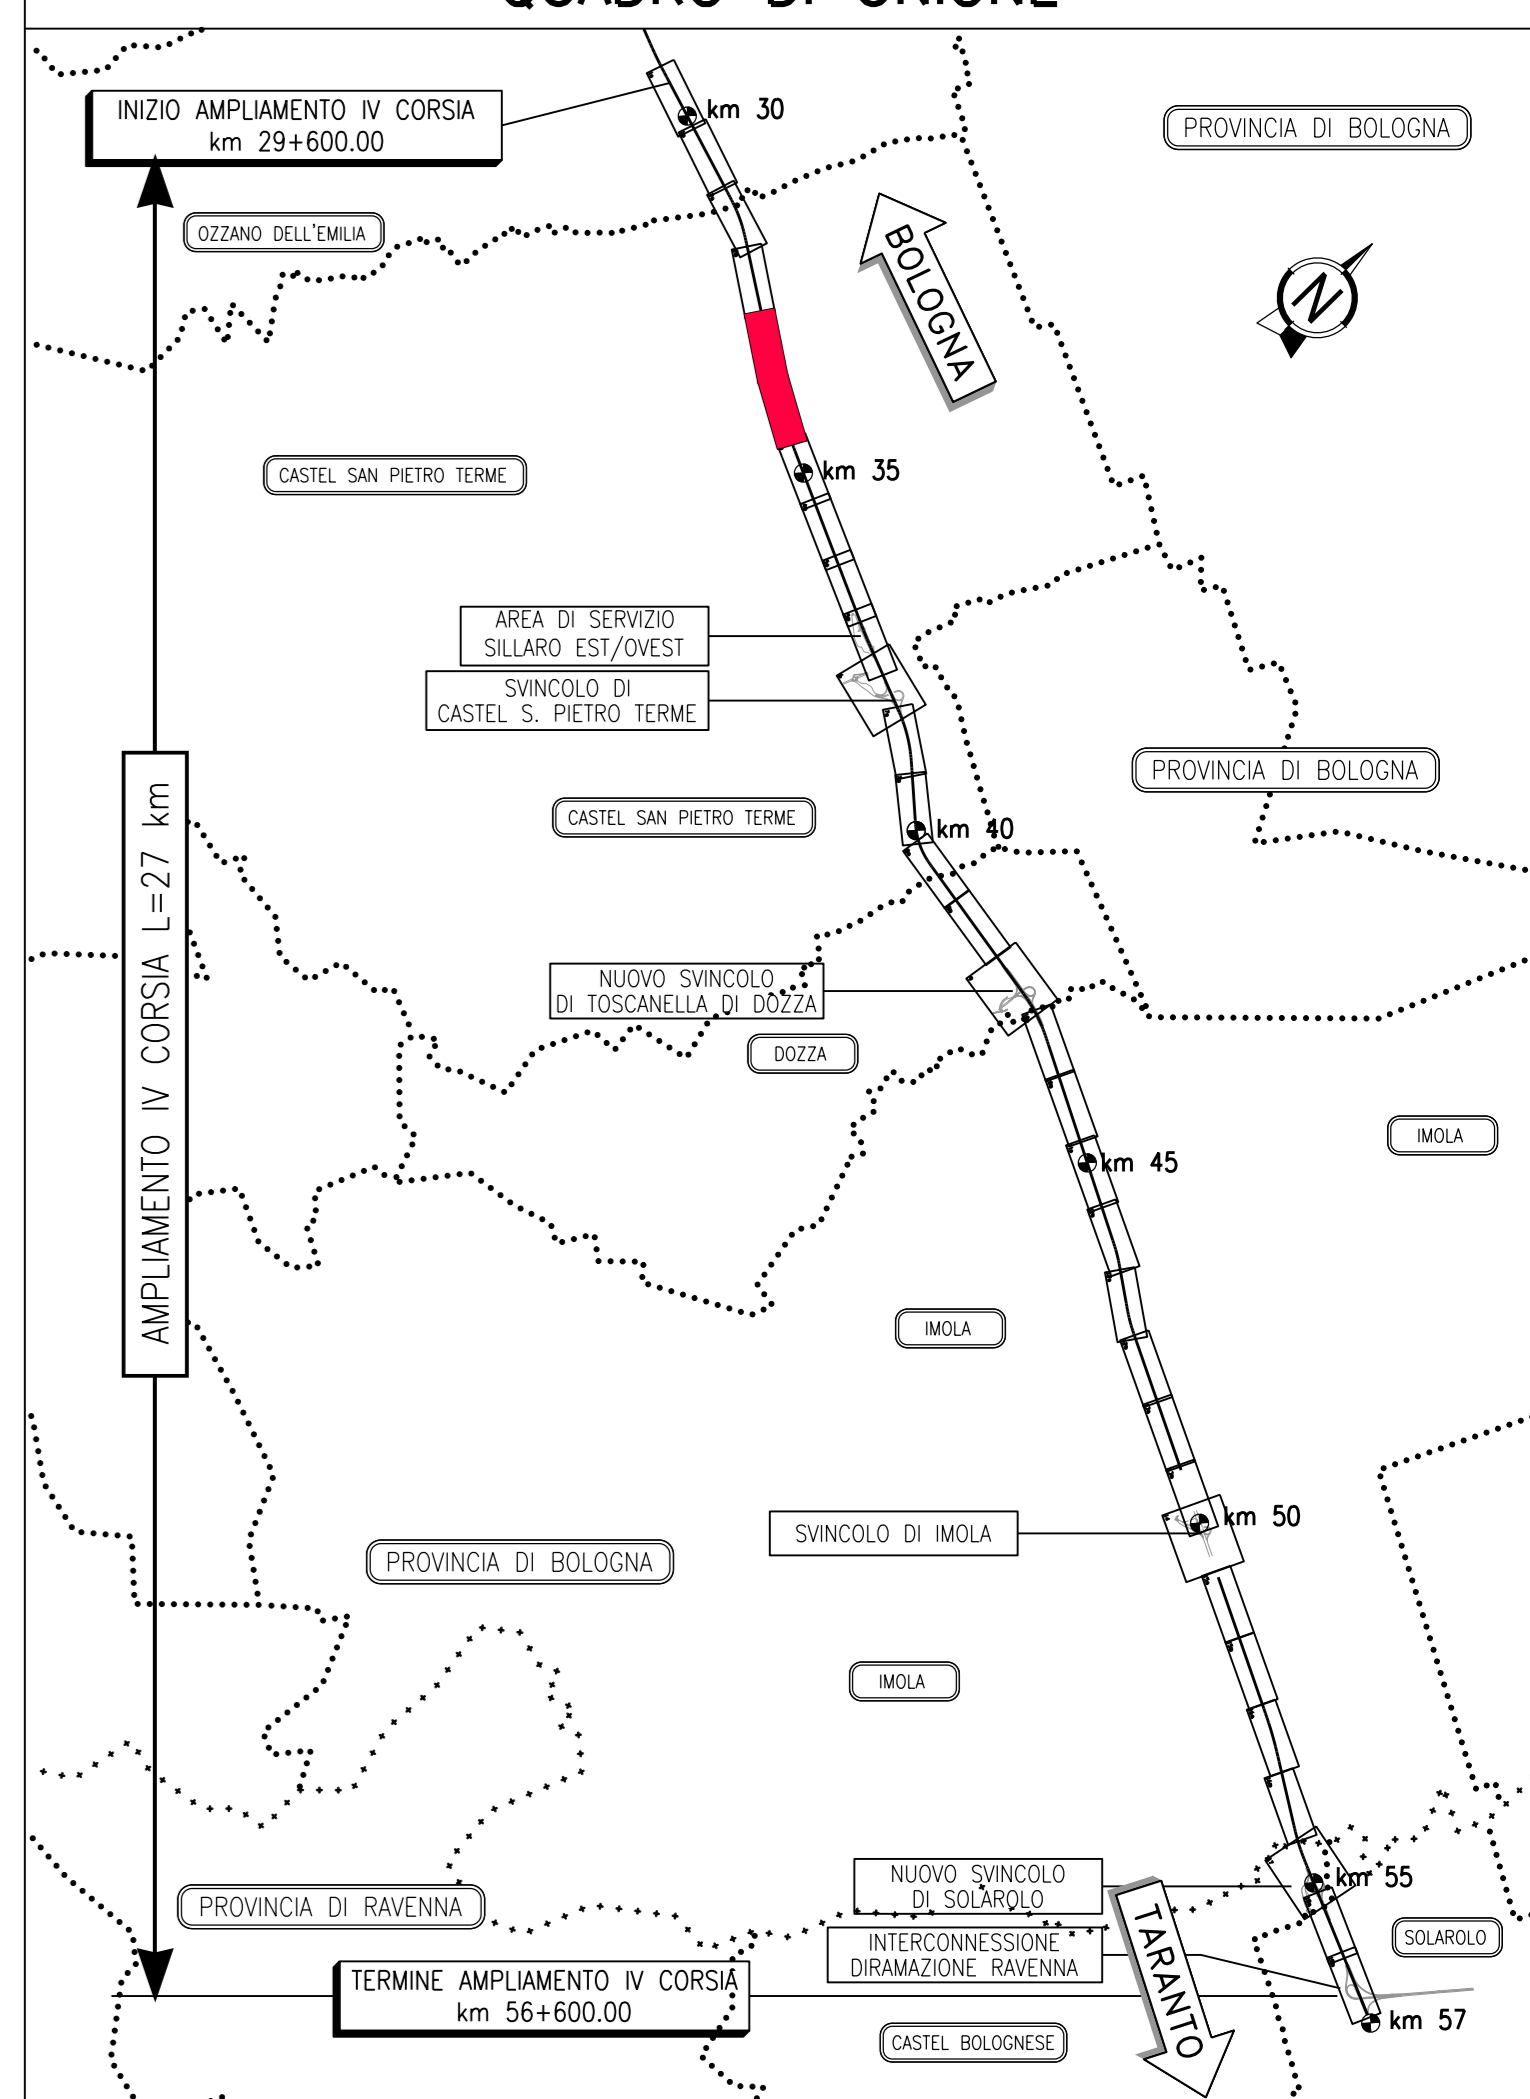 QUADRO DI UNIONE
INIZIO AMPLIAMENTO IV CORSIA
km 29+600.00
km 30
PROVINCIA DI BOLOGNA
OZZANO DELL'EMILIA
BOLOGNA
N
CASTEL SAN PIETRO TERME
km 35
AREA DI SERVIZIO
SILLARO EST/OVEST
SVINCOLO DI
CASTEL S. PIETRO TERME
PROVINCIA DI BOLOGNA
CASTEL SAN PIETRO TERME
km 40
AMPLIAMENTO IV CORSIA L=27 km
NUOVO SVINCOLO
DI TOSCANELLA DI DOZZA
DOZZA
IMOLA
km 45
IMOLA
km 50
SVINCOLO DI IMOLA
PROVINCIA DI BOLOGNA
IMOLA
NUOVO SVINCOLO
DI SOLAROLO
km 55
PROVINCIA DI RAVENNA
TARANTO
SOLAROLO
INTERCONNESSIONE
DIRAMAZIONE RAVENNA
TERMINE AMPLIAMENTO IV CORSIA
km 56+600.00
km 57
CASTEL BOLOGNESE